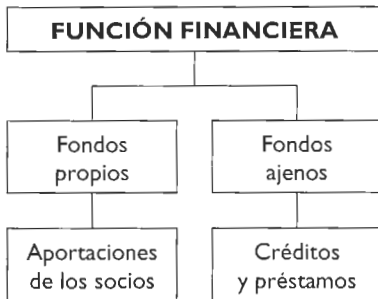 FUNCIÓN FINANCIERA
Fondos
propios
Fondos
ajenos
Aportaciones
de los socios
Créditos
y préstamos